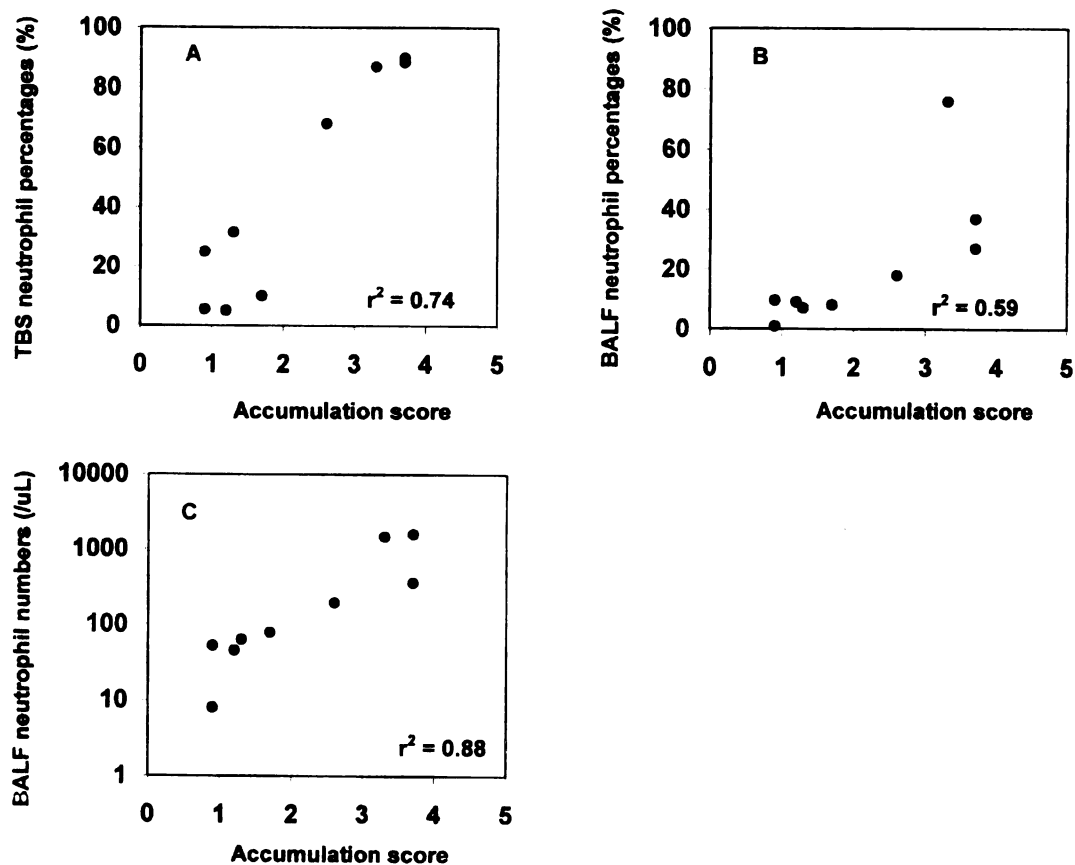 TBS neutrophil percentages (%)
100
80
60
40
20
0
A
r² = 0.74
0 1 2 3 4 5
Accumulation score
BALF neutrophil percentages (%)
100
80
60
40
20
0
B
r² = 0.59
0 1 2 3 4 5
Accumulation score
BALF neutrophil numbers (/uL)
10000
1000
100
10
1
C
r² = 0.88
0 1 2 3 4 5
Accumulation score